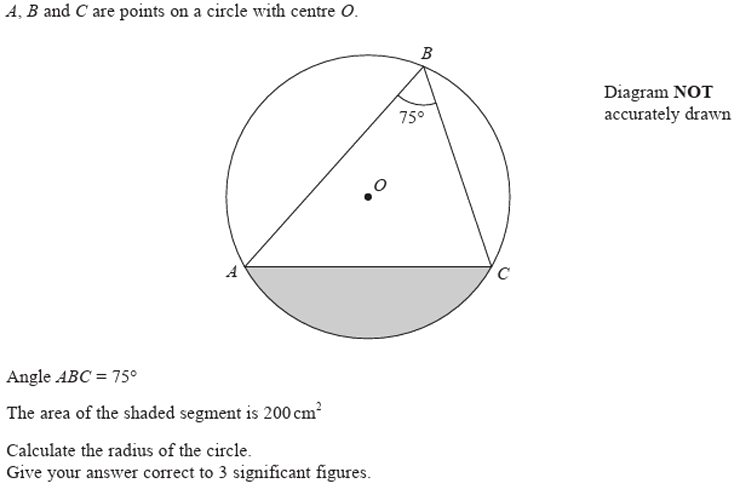 A, B and C are points on a circle with centre O.
B
Diagram NOT
accurately drawn
75°
O
A
C
Angle ABC = 75°
The area of the shaded segment is 200 cm²
Calculate the radius of the circle.
Give your answer correct to 3 significant figures.